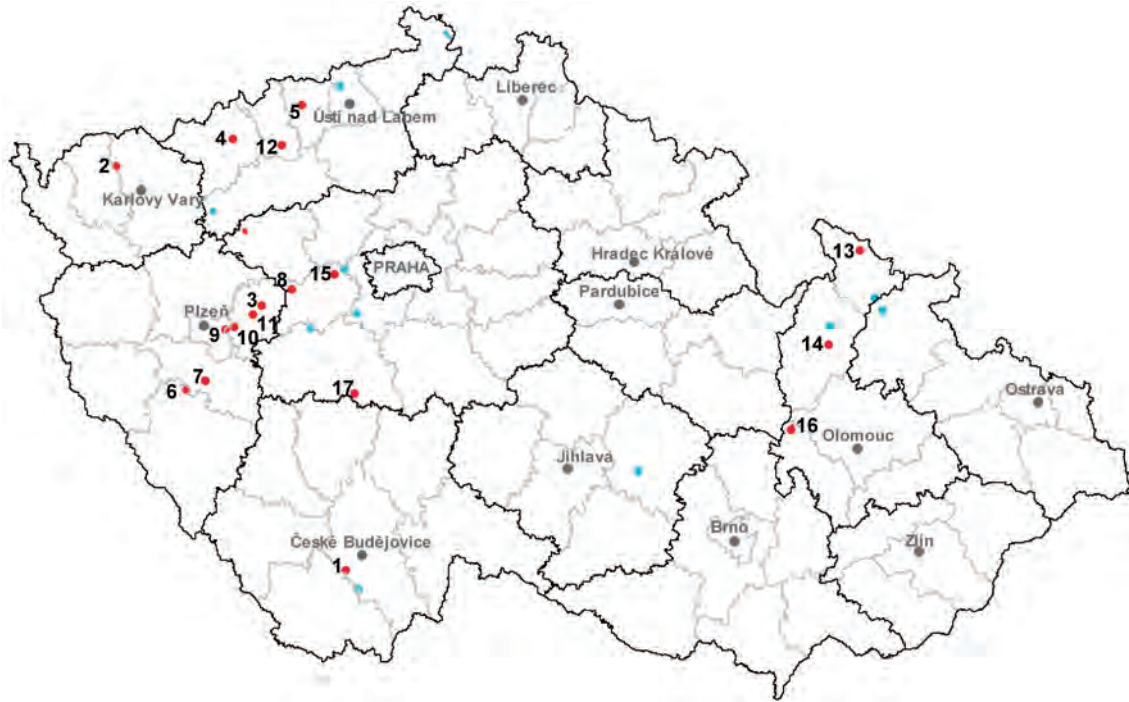 Liberec
5
Ústí nad Labem
4
12
2
Karlovy Vary
13
Hradec Králové
15
PRAHA
8
Pardubice
3
Plzeň
11
9
10
14
7
6
17
Ostrava
16
Olomouc
Jihlava
Brno
Zlín
České Budějovice
1